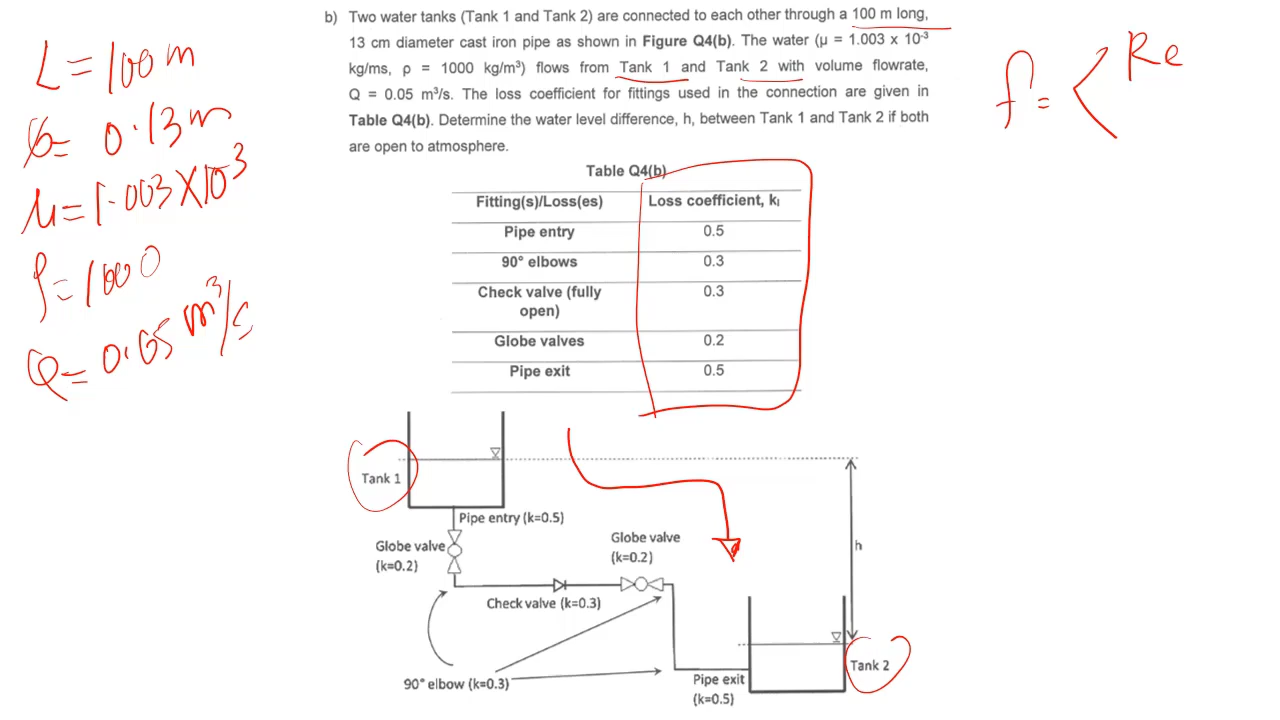 b) Two water tanks (Tank 1 and Tank 2) are connected to each other through a 100 m long,
13 cm diameter cast iron pipe as shown in Figure Q4(b). The water (μ = 1.003 x 10⁻³
kg/ms, ρ = 1000 kg/m³) flows from Tank 1 and Tank 2 with volume flowrate,
Q = 0.05 m³/s. The loss coefficient for fittings used in the connection are given in
Table Q4(b). Determine the water level difference, h, between Tank 1 and Tank 2 if both
are open to atmosphere.
L = 100 m
ϕ = 0.13 m
μ = 1.003 X 10³
ρ = 1000
Q = 0.05 m³/s
f = < Re
Table Q4(b)
Fitting(s)/Loss(es) Loss coefficient, kₗ
Pipe entry 0.5
90° elbows 0.3
Check valve (fully open) 0.3
Globe valves 0.2
Pipe exit 0.5
Tank 1
Pipe entry (k=0.5)
Globe valve
(k=0.2)
Globe valve
(k=0.2)
h
Check valve (k=0.3)
90° elbow (k=0.3)
Pipe exit
(k=0.5)
Tank 2